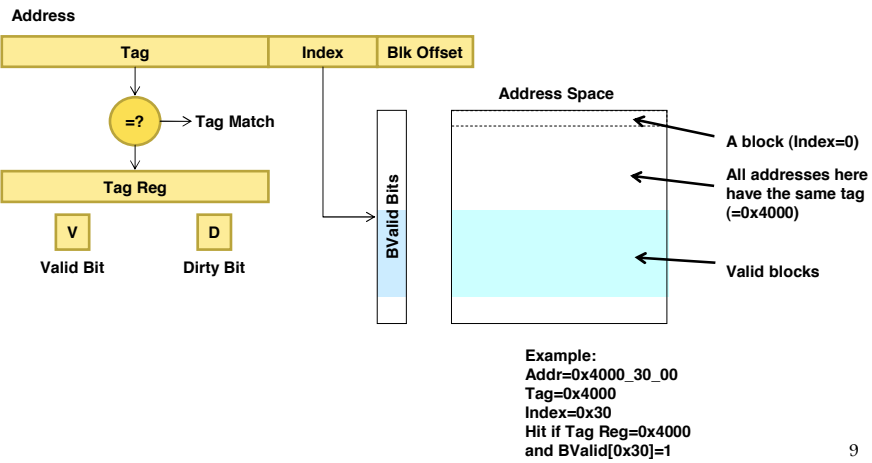 Address
Tag
Index
Blk Offset
=?
Tag Match
Tag Reg
V
D
Valid Bit
Dirty Bit
BValid Bits
Address Space
A block (Index=0)
All addresses here
have the same tag
(=0x4000)
Valid blocks
Example:
Addr=0x4000_30_00
Tag=0x4000
Index=0x30
Hit if Tag Reg=0x4000
and BValid[0x30]=1
9